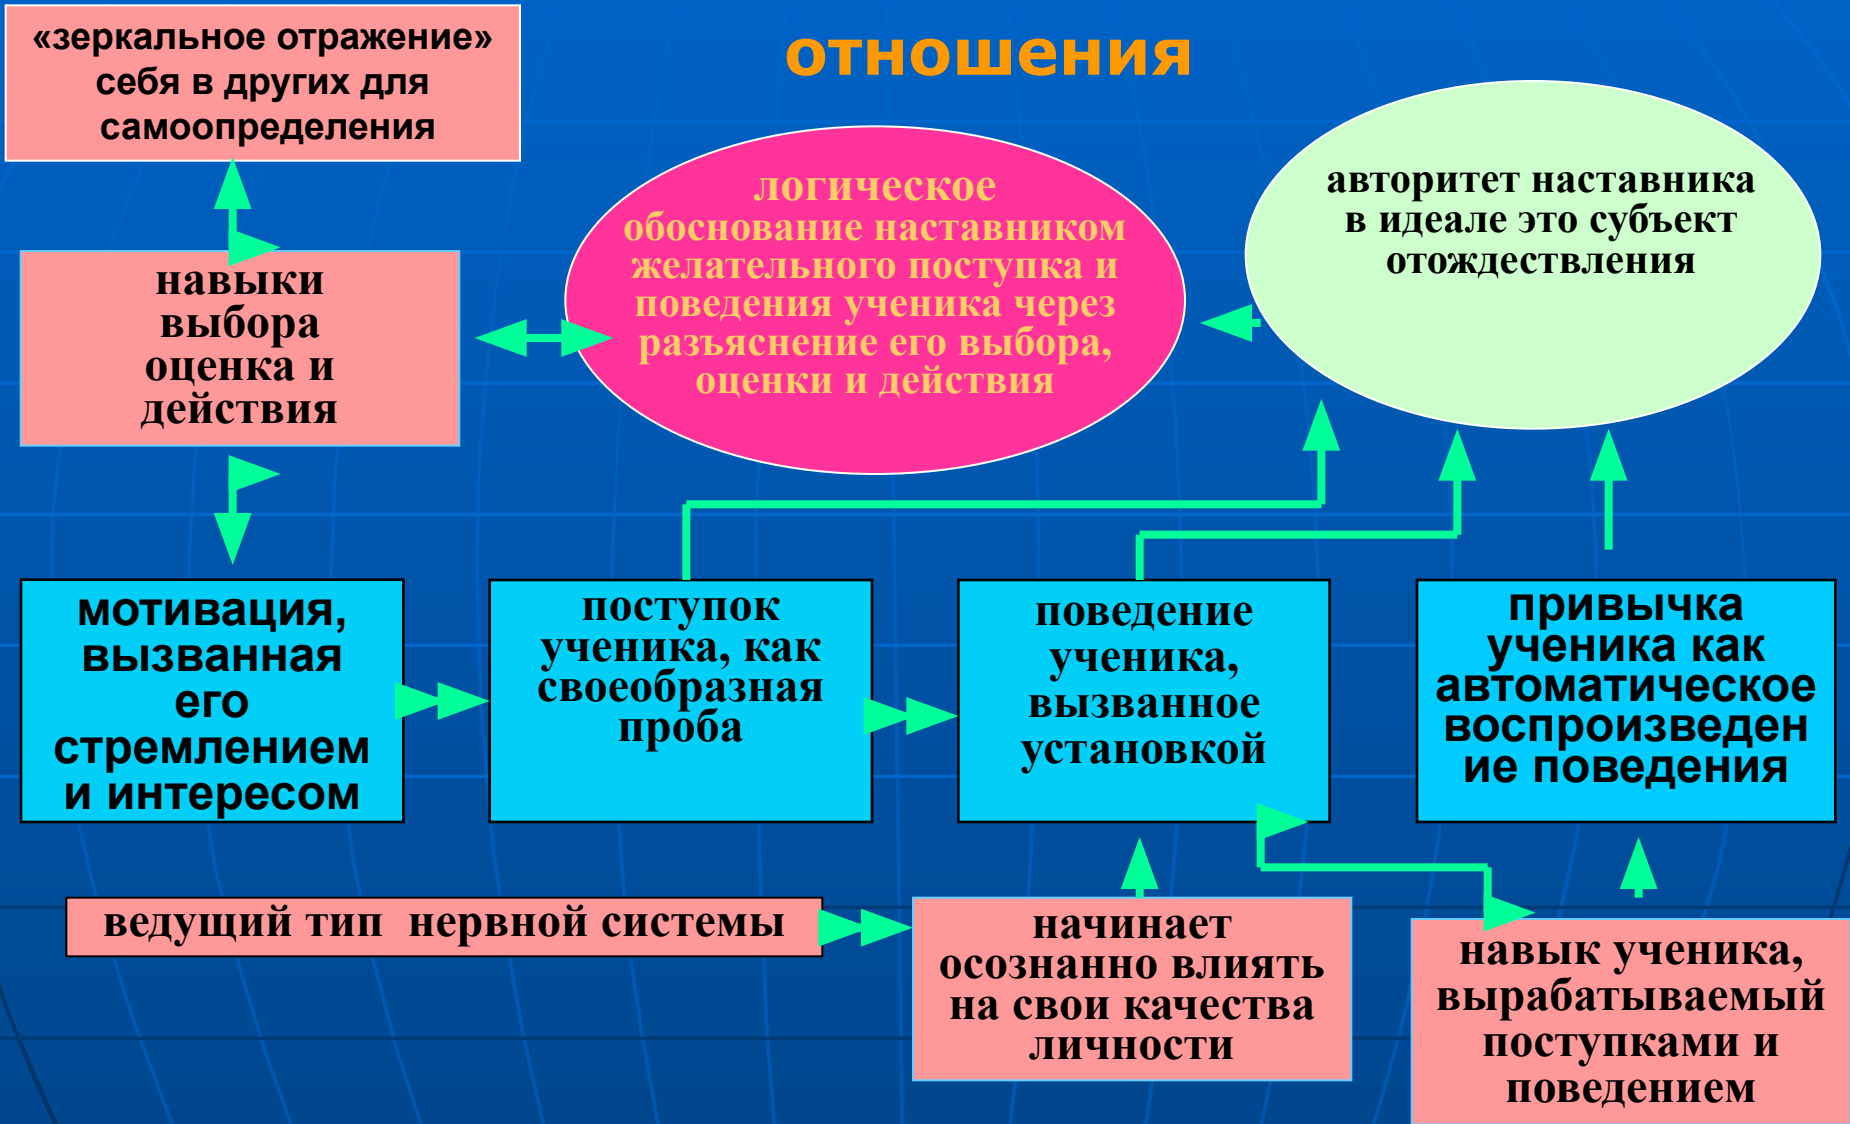 отношения
«зеркальное отражение»
себя в других для
самоопределения
логическое
обоснование наставником
желательного поступка и
поведения ученика через
разъяснение его выбора,
оценки и действия
авторитет наставника
в идеале это субъект
отождествления
навыки
выбора
оценка и
действия
мотивация,
вызванная
его
стремлением
и интересом
поступок
ученика, как
своеобразная
проба
поведение
ученика,
вызванное
установкой
привычка
ученика как
автоматическое
воспроизведен
ие поведения
ведущий тип  нервной системы
начинает
осознанно влиять
на свои качества
личности
навык ученика,
вырабатываемый
поступками и
поведением